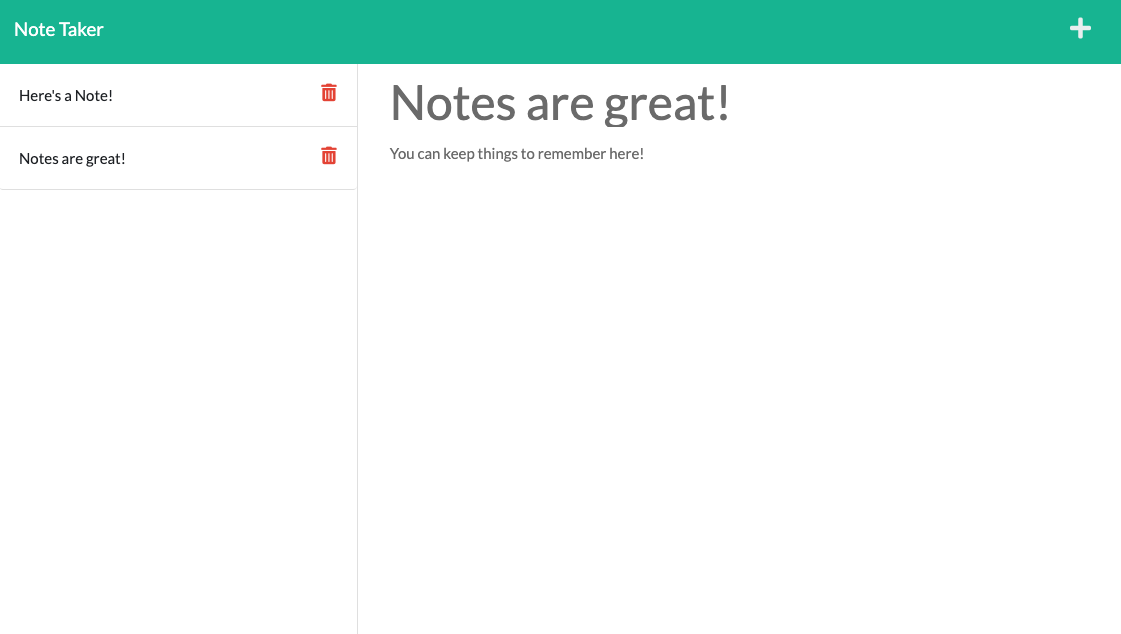 Note Taker
Here's a Note!
Notes are great!
Notes are great!
You can keep things to remember here!